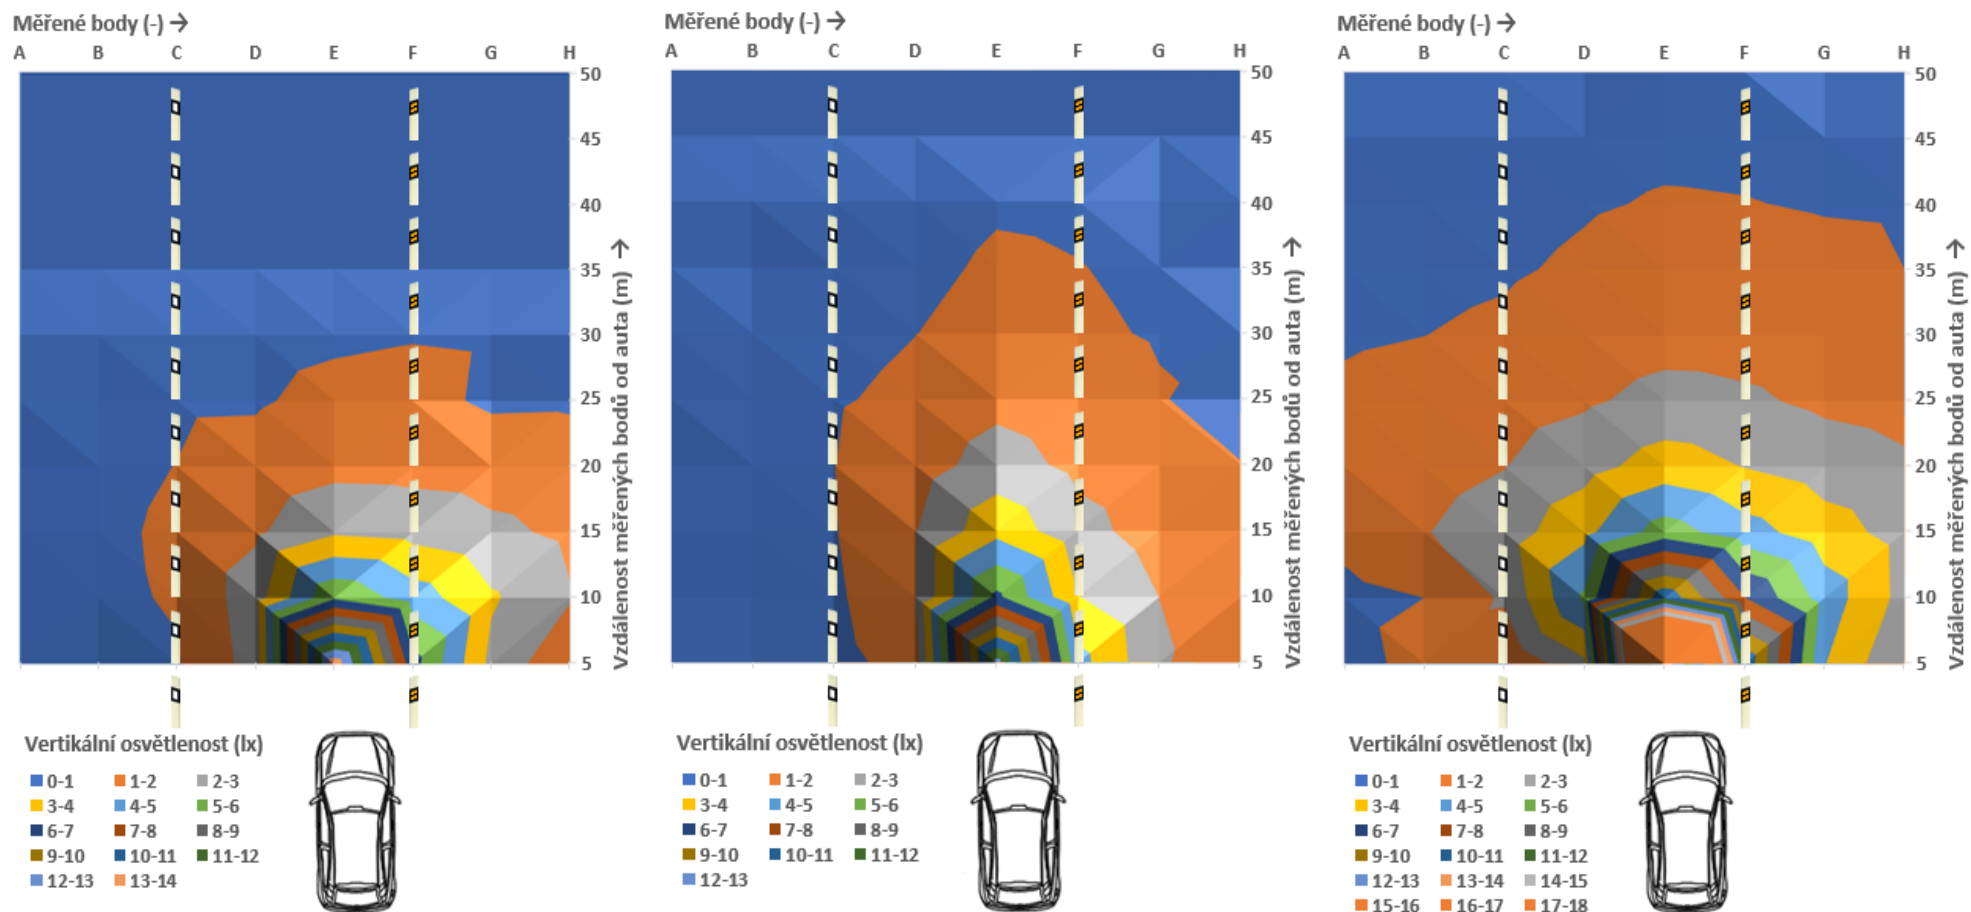 Měřené body (-) →
A B C D E F G H
50
45
40
35
30
25
20
15
10
5
Vzdálenost měřených bodů od auta (m) →
Vertikální osvětlenost (lx)
0-1 1-2 2-3
3-4 4-5 5-6
6-7 7-8 8-9
9-10 10-11 11-12
12-13 13-14
Měřené body (-) →
A B C D E F G H
50
45
40
35
30
25
20
15
10
5
Vzdálenost měřených bodů od auta (m) →
Vertikální osvětlenost (lx)
0-1 1-2 2-3
3-4 4-5 5-6
6-7 7-8 8-9
9-10 10-11 11-12
12-13
Měřené body (-) →
A B C D E F G H
50
45
40
35
30
25
20
15
10
5
Vzdálenost měřených bodů od auta (m) →
Vertikální osvětlenost (lx)
0-1 1-2 2-3
3-4 4-5 5-6
6-7 7-8 8-9
9-10 10-11 11-12
12-13 13-14 14-15
15-16 16-17 17-18